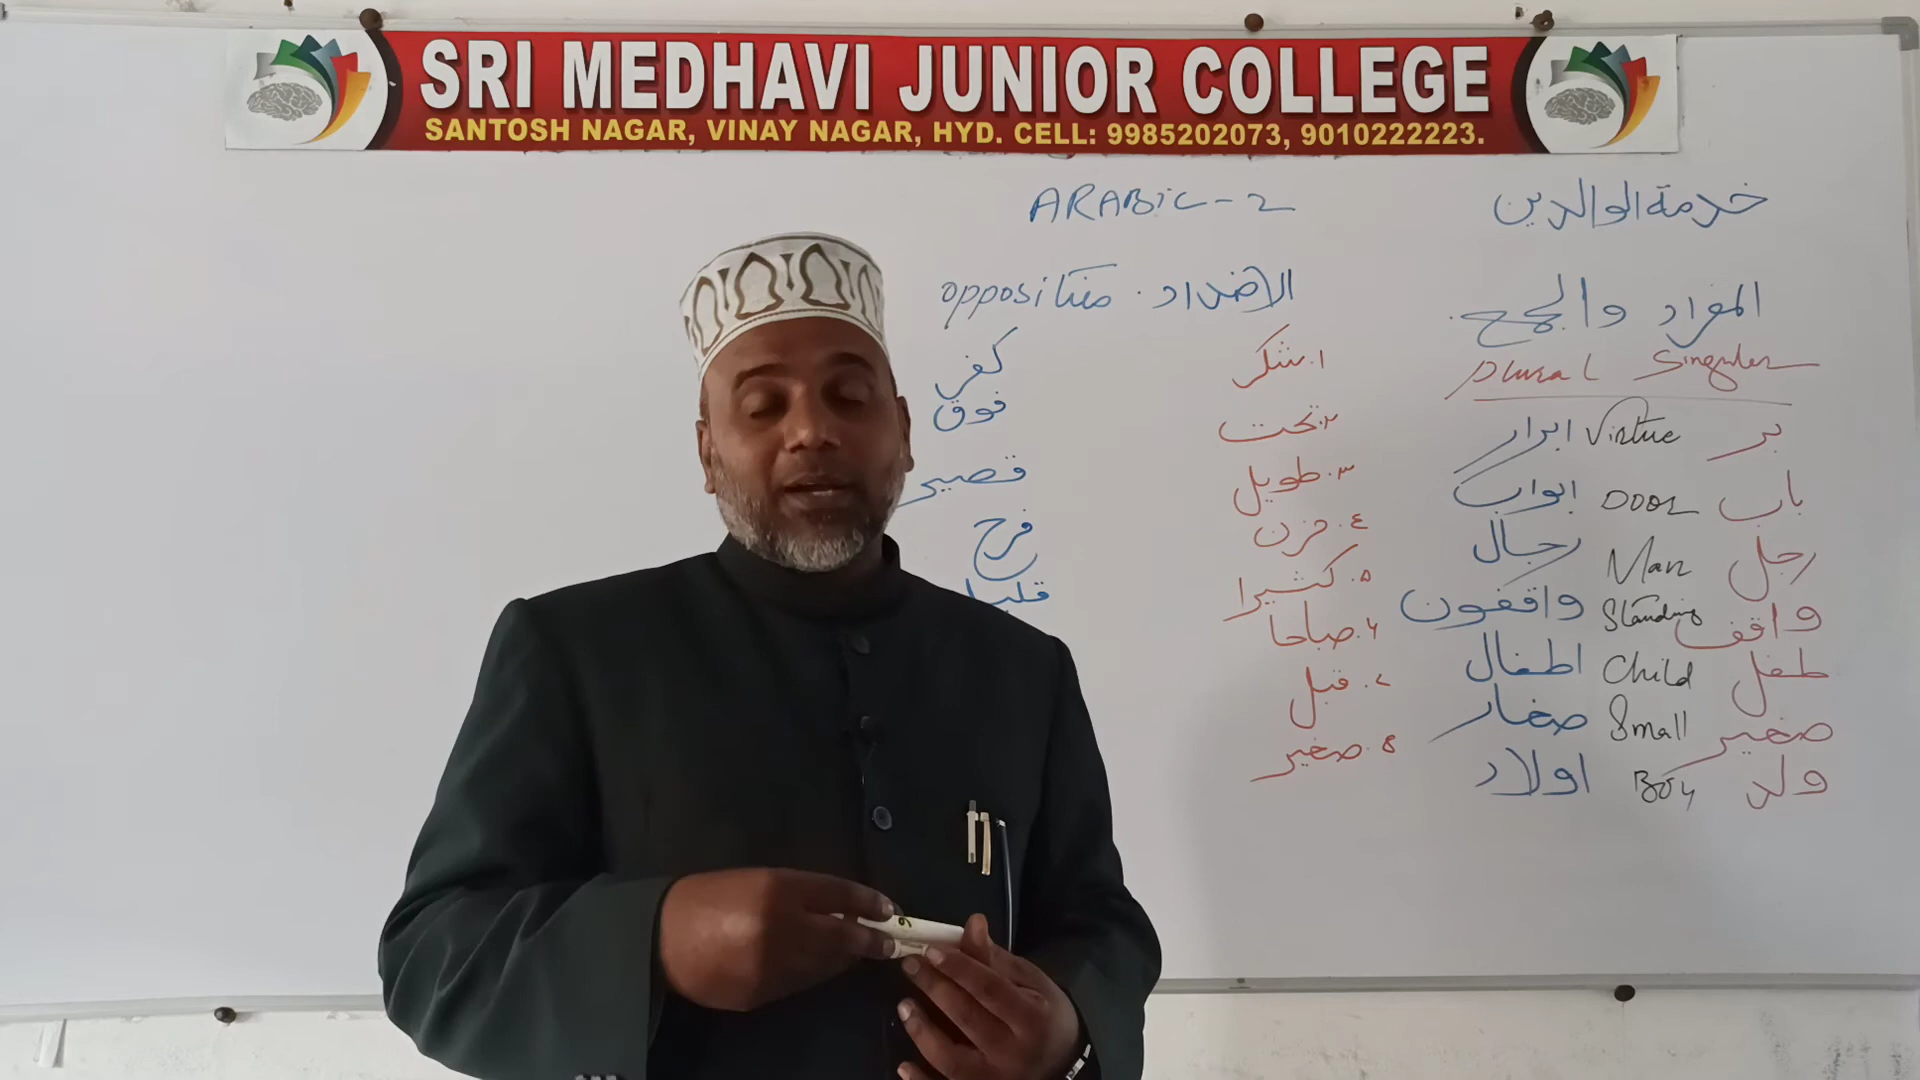 SRI MEDHAVI JUNIOR COLLEGE
SANTOSH NAGAR, VINAY NAGAR, HYD. CELL: 9985202073, 9010222223.
ARABIC-2
خدمة الوالدين
المفراد والجمع
Singular Plural
بر Virtue ابرار
باب DOOR ابواب
رجل Man رجال
واقف Standing واقفون
طفل Child اطفال
صغير Small صغار
ولد Boy اولاد
الاضداد. opposit
١. شكر كفر
٢. تحت فوق
٣. طويل قصير
٤. حزن فرح
٥. كثيرا
٦. صباحا
٧. قبل
٨. صغير